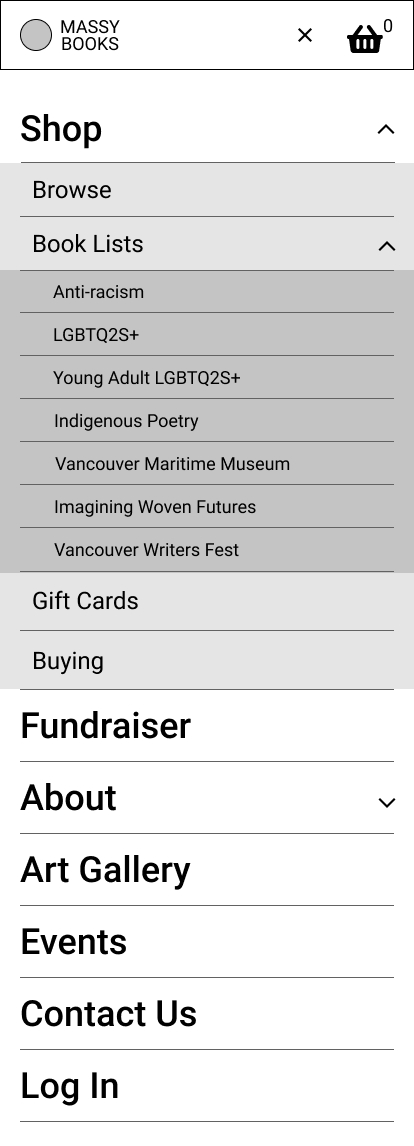 MASSY
BOOKS
0
Shop
Browse
Book Lists
Anti-racism
LGBTQ2S+
Young Adult LGBTQ2S+
Indigenous Poetry
Vancouver Maritime Museum
Imagining Woven Futures
Vancouver Writers Fest
Gift Cards
Buying
Fundraiser
About
Art Gallery
Events
Contact Us
Log In